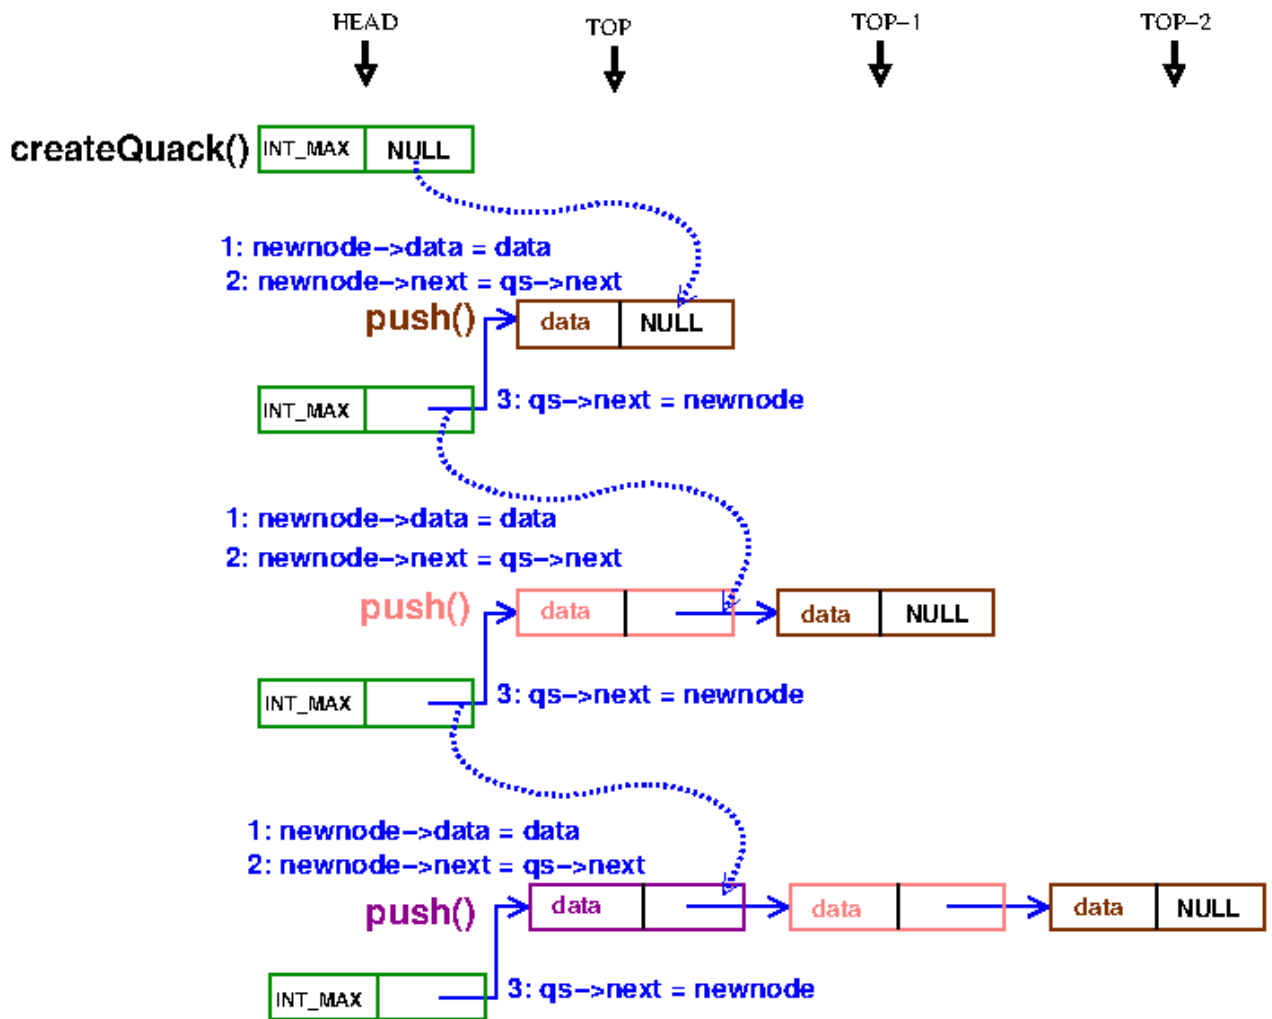 HEAD TOP TOP-1 TOP-2
createQuack() INT_MAX NULL
1: newnode->data = data
2: newnode->next = qs->next
push() data NULL
INT_MAX 3: qs->next = newnode
1: newnode->data = data
2: newnode->next = qs->next
push() data data NULL
INT_MAX 3: qs->next = newnode
1: newnode->data = data
2: newnode->next = qs->next
push() data data data NULL
INT_MAX 3: qs->next = newnode